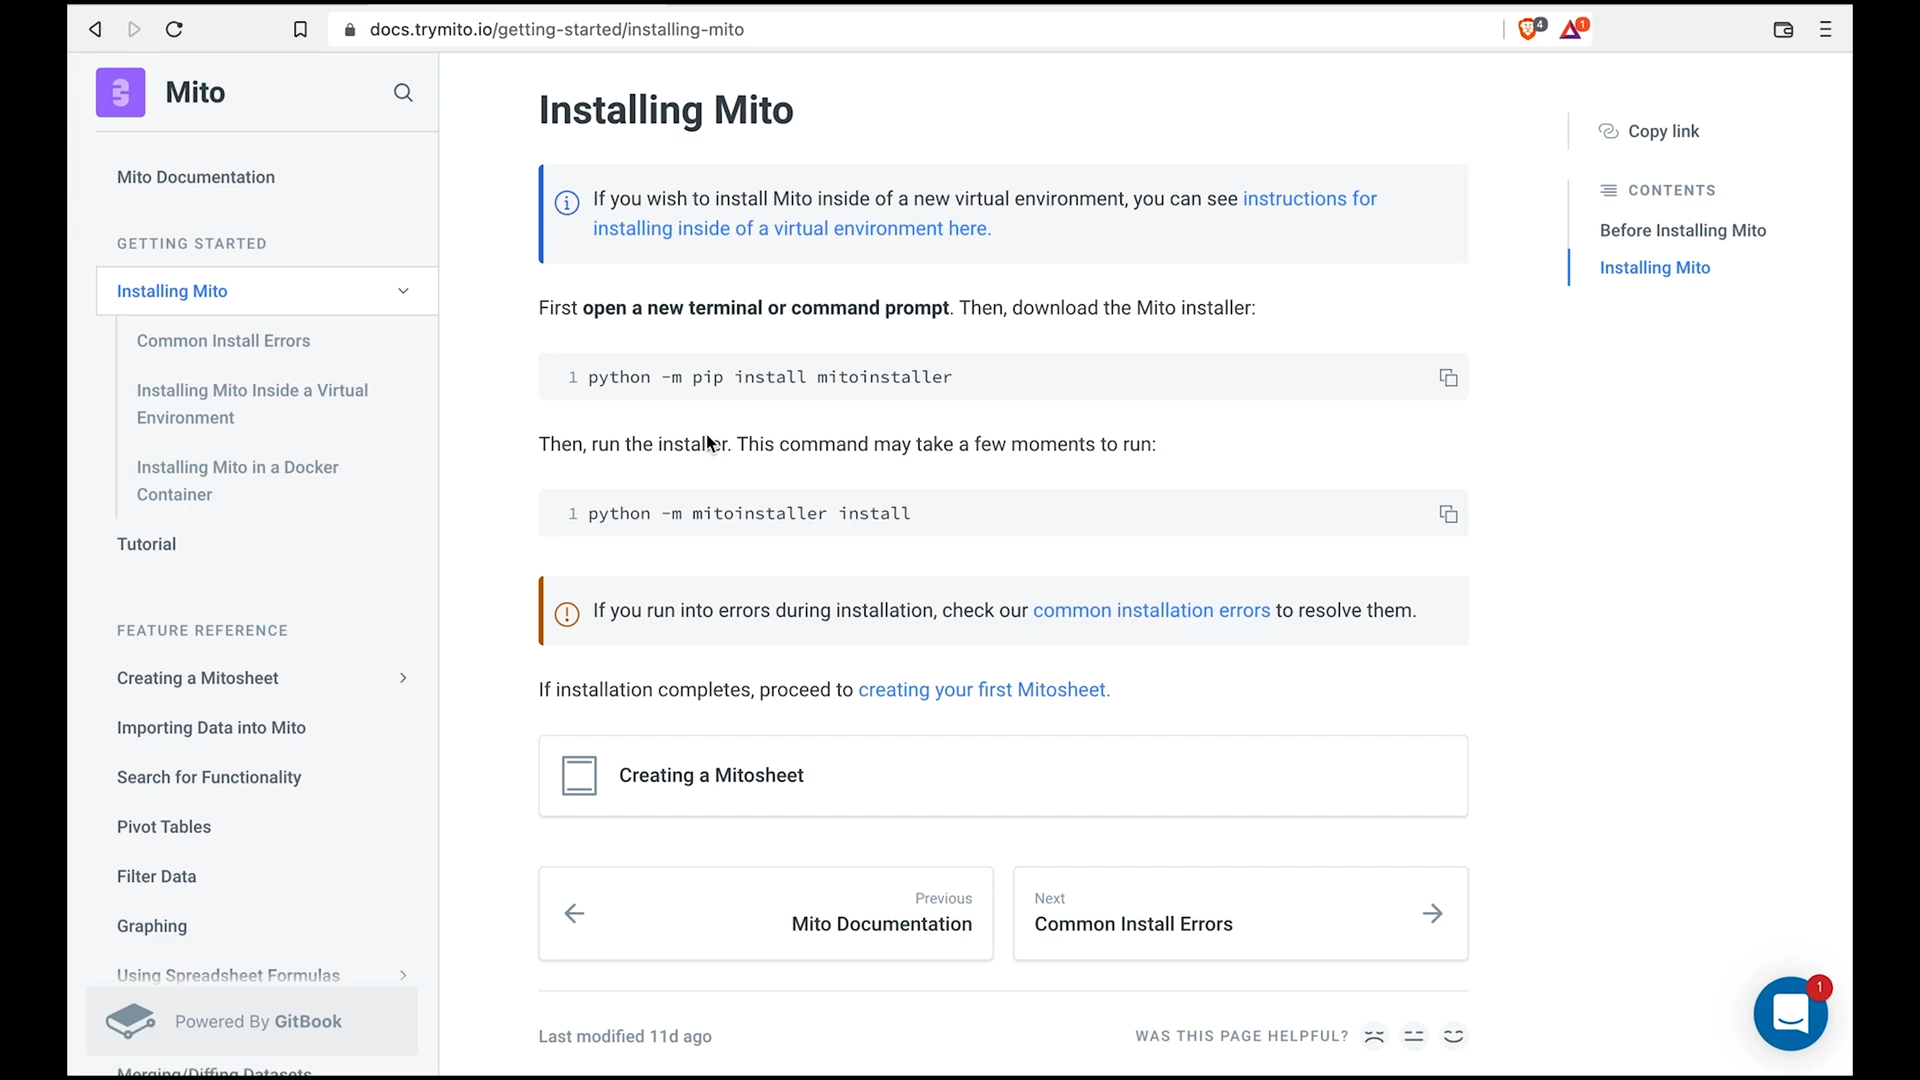 docs.trymito.io/getting-started/installing-mito
4
1
Mito
Mito Documentation
GETTING STARTED
Installing Mito
Common Install Errors
Installing Mito Inside a Virtual
Environment
Installing Mito in a Docker
Container
Tutorial
FEATURE REFERENCE
Creating a Mitosheet
Importing Data into Mito
Search for Functionality
Pivot Tables
Filter Data
Graphing
Using Spreadsheet Formulas
Powered By GitBook
Merging/Diffing Datasets
Installing Mito
If you wish to install Mito inside of a new virtual environment, you can see instructions for
installing inside of a virtual environment here.
First open a new terminal or command prompt. Then, download the Mito installer:
1 python -m pip install mitoinstaller
Then, run the installer. This command may take a few moments to run:
1 python -m mitoinstaller install
If you run into errors during installation, check our common installation errors to resolve them.
If installation completes, proceed to creating your first Mitosheet.
Creating a Mitosheet
Previous
Mito Documentation
Next
Common Install Errors
Last modified 11d ago
WAS THIS PAGE HELPFUL?
Copy link
CONTENTS
Before Installing Mito
Installing Mito
1